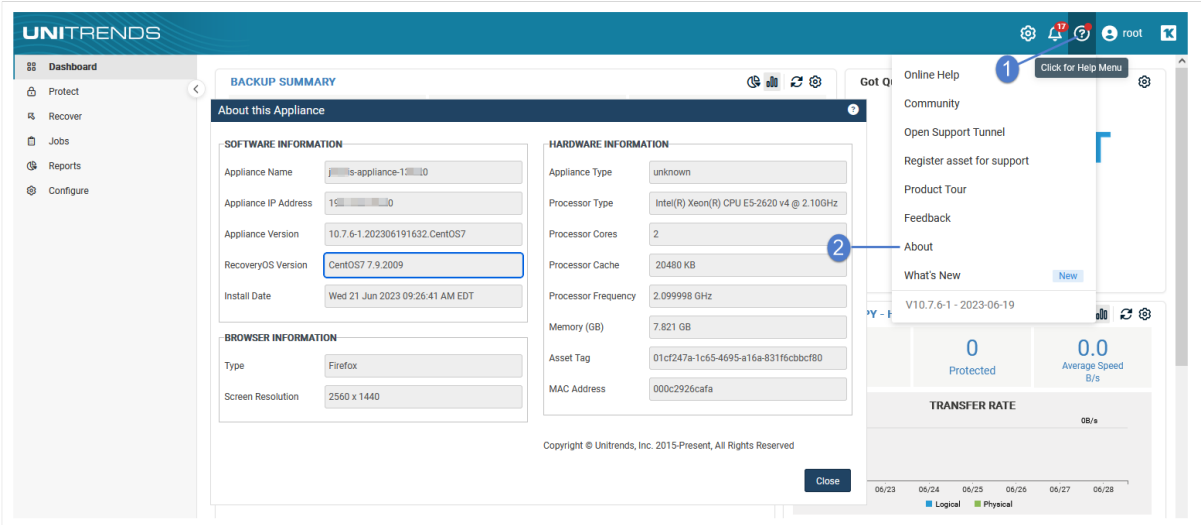 UNITRENDS
17
root
1
Click for Help Menu
Dashboard
Protect
Recover
Jobs
Reports
Configure
BACKUP SUMMARY
Got Qu
Online Help
Community
Open Support Tunnel
Register asset for support
Product Tour
Feedback
2
About
What's New
New
V10.7.6-1 - 2023-06-19
About this Appliance
SOFTWARE INFORMATION
Appliance Name
s-appliance-1
Appliance IP Address
Appliance Version
10.7.6-1.202306191632.CentOS7
RecoveryOS Version
CentOS7 7.9.2009
Install Date
Wed 21 Jun 2023 09:26:41 AM EDT
BROWSER INFORMATION
Type
Firefox
Screen Resolution
2560 x 1440
HARDWARE INFORMATION
Appliance Type
unknown
Processor Type
Intel(R) Xeon(R) CPU E5-2620 v4 @ 2.10GHz
Processor Cores
2
Processor Cache
20480 KB
Processor Frequency
2.099998 GHz
Memory (GB)
7.821 GB
Asset Tag
01cf247a-1c65-4695-a16a-831f6cbbcf80
MAC Address
000c2926cafa
Copyright © Unitrends, Inc. 2015-Present, All Rights Reserved
Close
PY - H
0
Protected
0.0
Average Speed
B/s
TRANSFER RATE
0B/s
06/23 06/24 06/25 06/26 06/27 06/28
Logical Physical